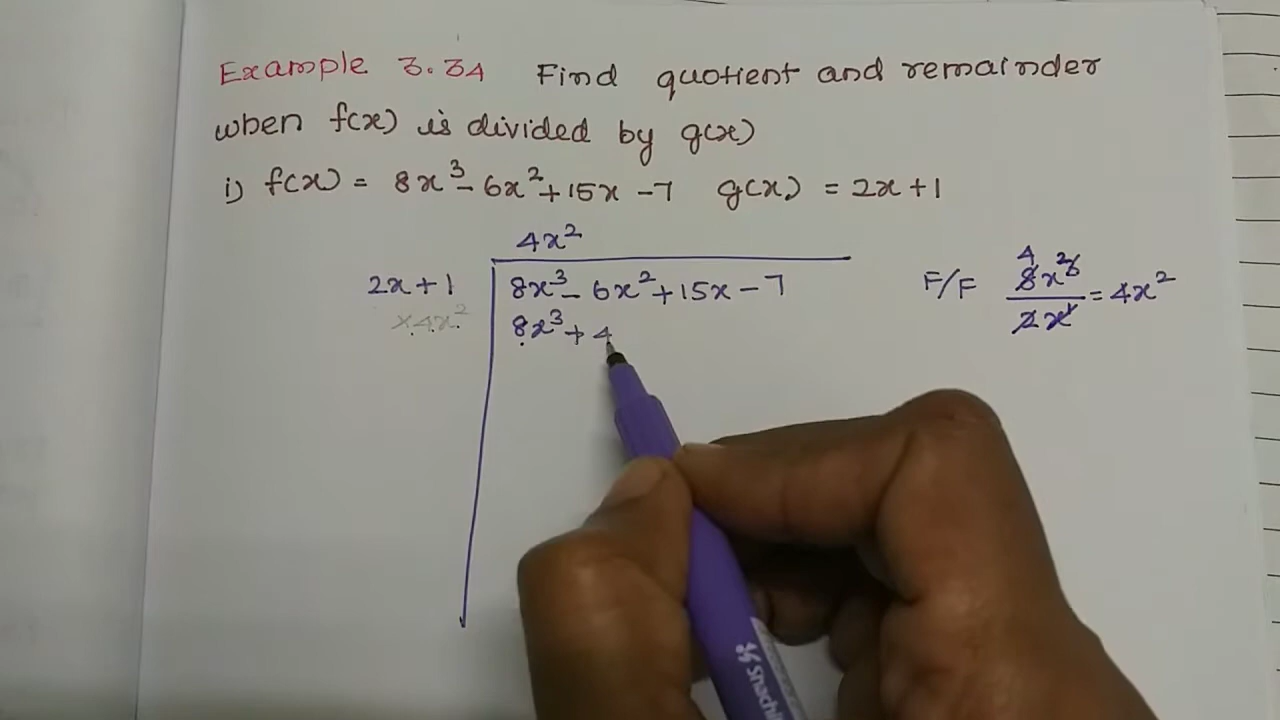 Example 3.34 Find quotient and remainder
when f(x) is divided by g(x)
i) f(x) = 8x³ - 6x² + 15x - 7 g(x) = 2x + 1
4x²
2x + 1 8x³ - 6x² + 15x - 7 F/F 4 8x³ / 2x = 4x²
×4x² 8x³ + 4